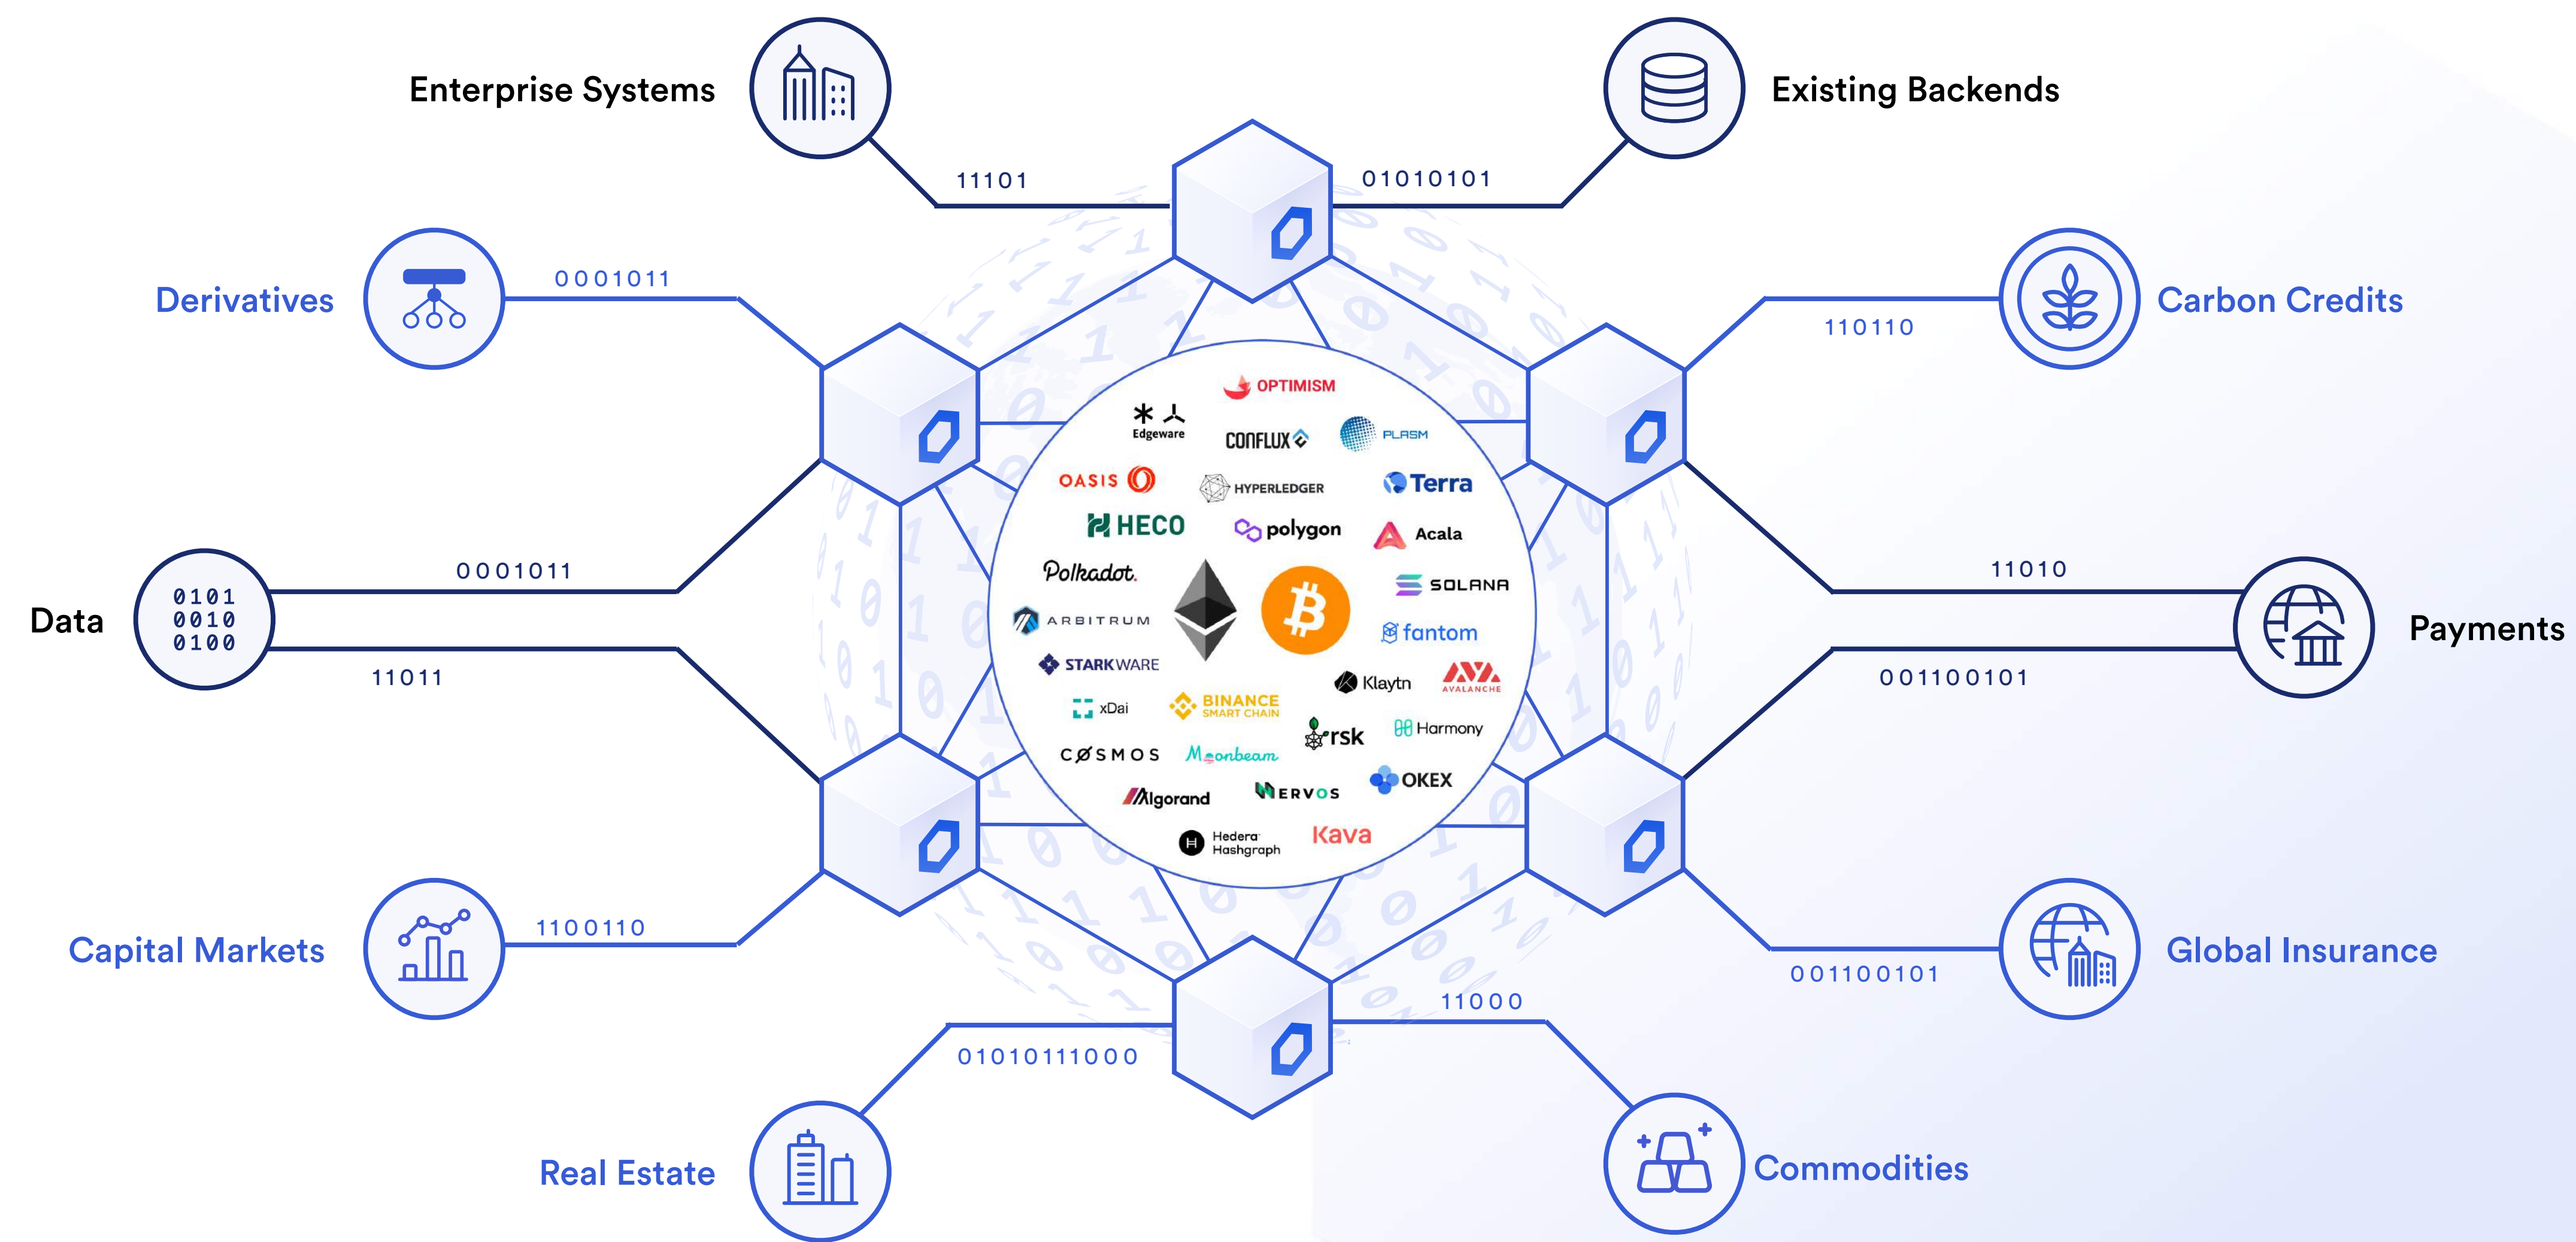 Enterprise Systems
Existing Backends
11101
01010101
Derivatives
0001011
Carbon Credits
110110
OPTIMISM
Edgeware
CONFLUX
PLASM
OASIS
HYPERLEDGER
Terra
HECO
polygon
Acala
Polkadot.
SOLANA
ARBITRUM
fantom
STARKWARE
Klaytn
AVALANCHE
xDai
BINANCE
SMART CHAIN
rsk
Harmony
CØSMOS
Moonbeam
OKEX
Algorand
NERVOS
Hedera
Hashgraph
Kava
Data
0101
0010
0100
0001011
11011
11010
001100101
Payments
Capital Markets
1100110
Global Insurance
001100101
11000
01010111000
Real Estate
Commodities